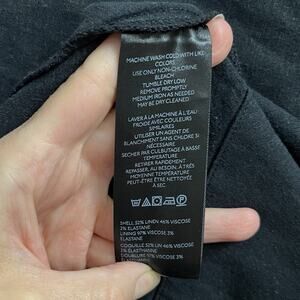 MACHINE WASH COLD WITH LIKE
COLORS
USE ONLY NON-CHLORINE
BLEACH
TUMBLE DRY LOW
REMOVE PROMPTLY
MEDIUM IRON AS NEEDED
MAY BE DRY CLEANED
LAVER À LA MACHINE À L'EAU
FROIDE AVEC COULEURS
SIMILAIRES
UTILISER UN AGENT DE
BLANCHIMENT SANS CHLORE SI
NÉCESSAIRE
SÉCHER PAR CULBUTAGE À BASSE
TEMPÉRATURE
RETIRER RAPIDEMENT
REPASSER, AU BESOIN, À TRÈS
MOYENNE TEMPÉRATURE
PEUT-ÊTRE ÊTRE NETTOYÉE
À SEC
SHELL 52% LINEN 46% VISCOSE
2% ELASTANE
LINING 97% VISCOSE 3%
ELASTANE
COQUILLE 52% LIN 46% VISCOSE
2% ELASTHANNE
DOUBLURE 97% VISCOSE 3%